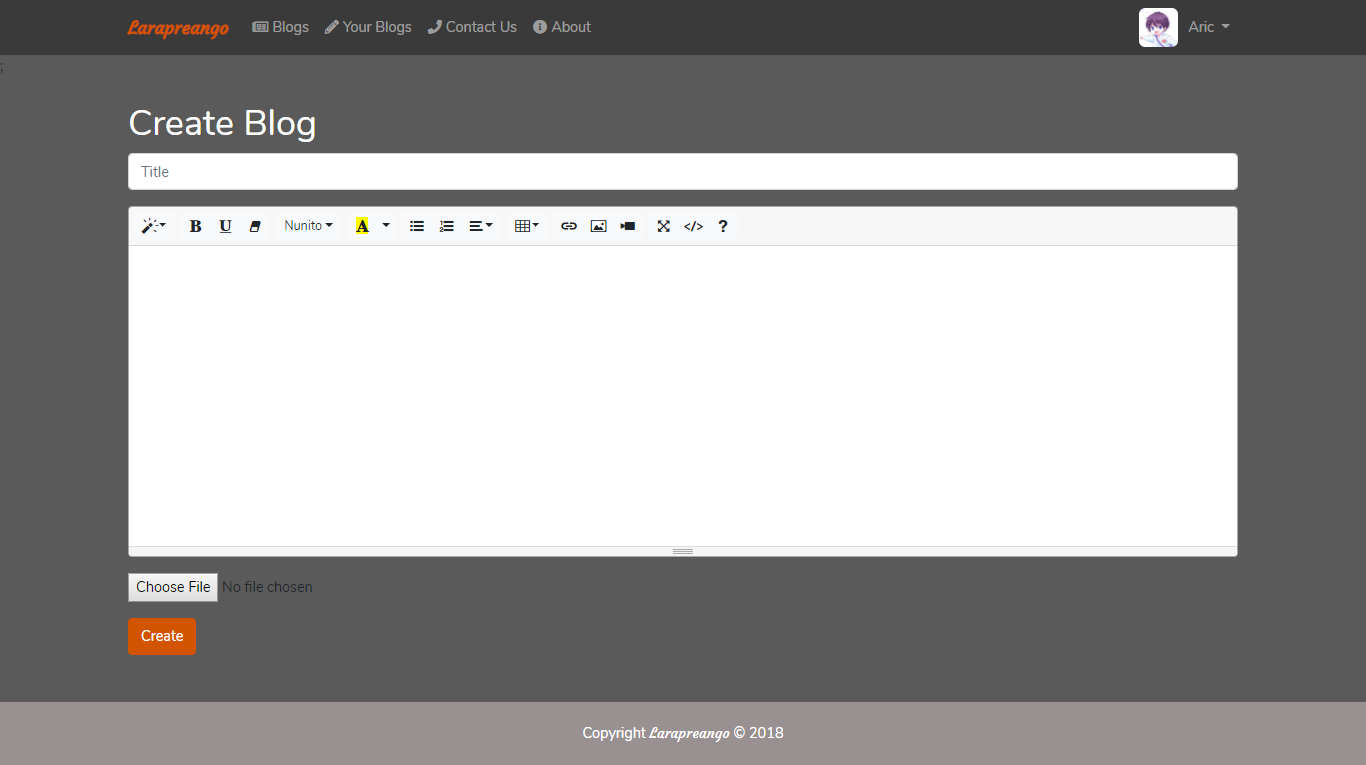 Larapreango Blogs Your Blogs Contact Us About Aric
;
Create Blog
Title
B U Nunito A </> ?
Choose File No file chosen
Create
Copyright Larapreango © 2018